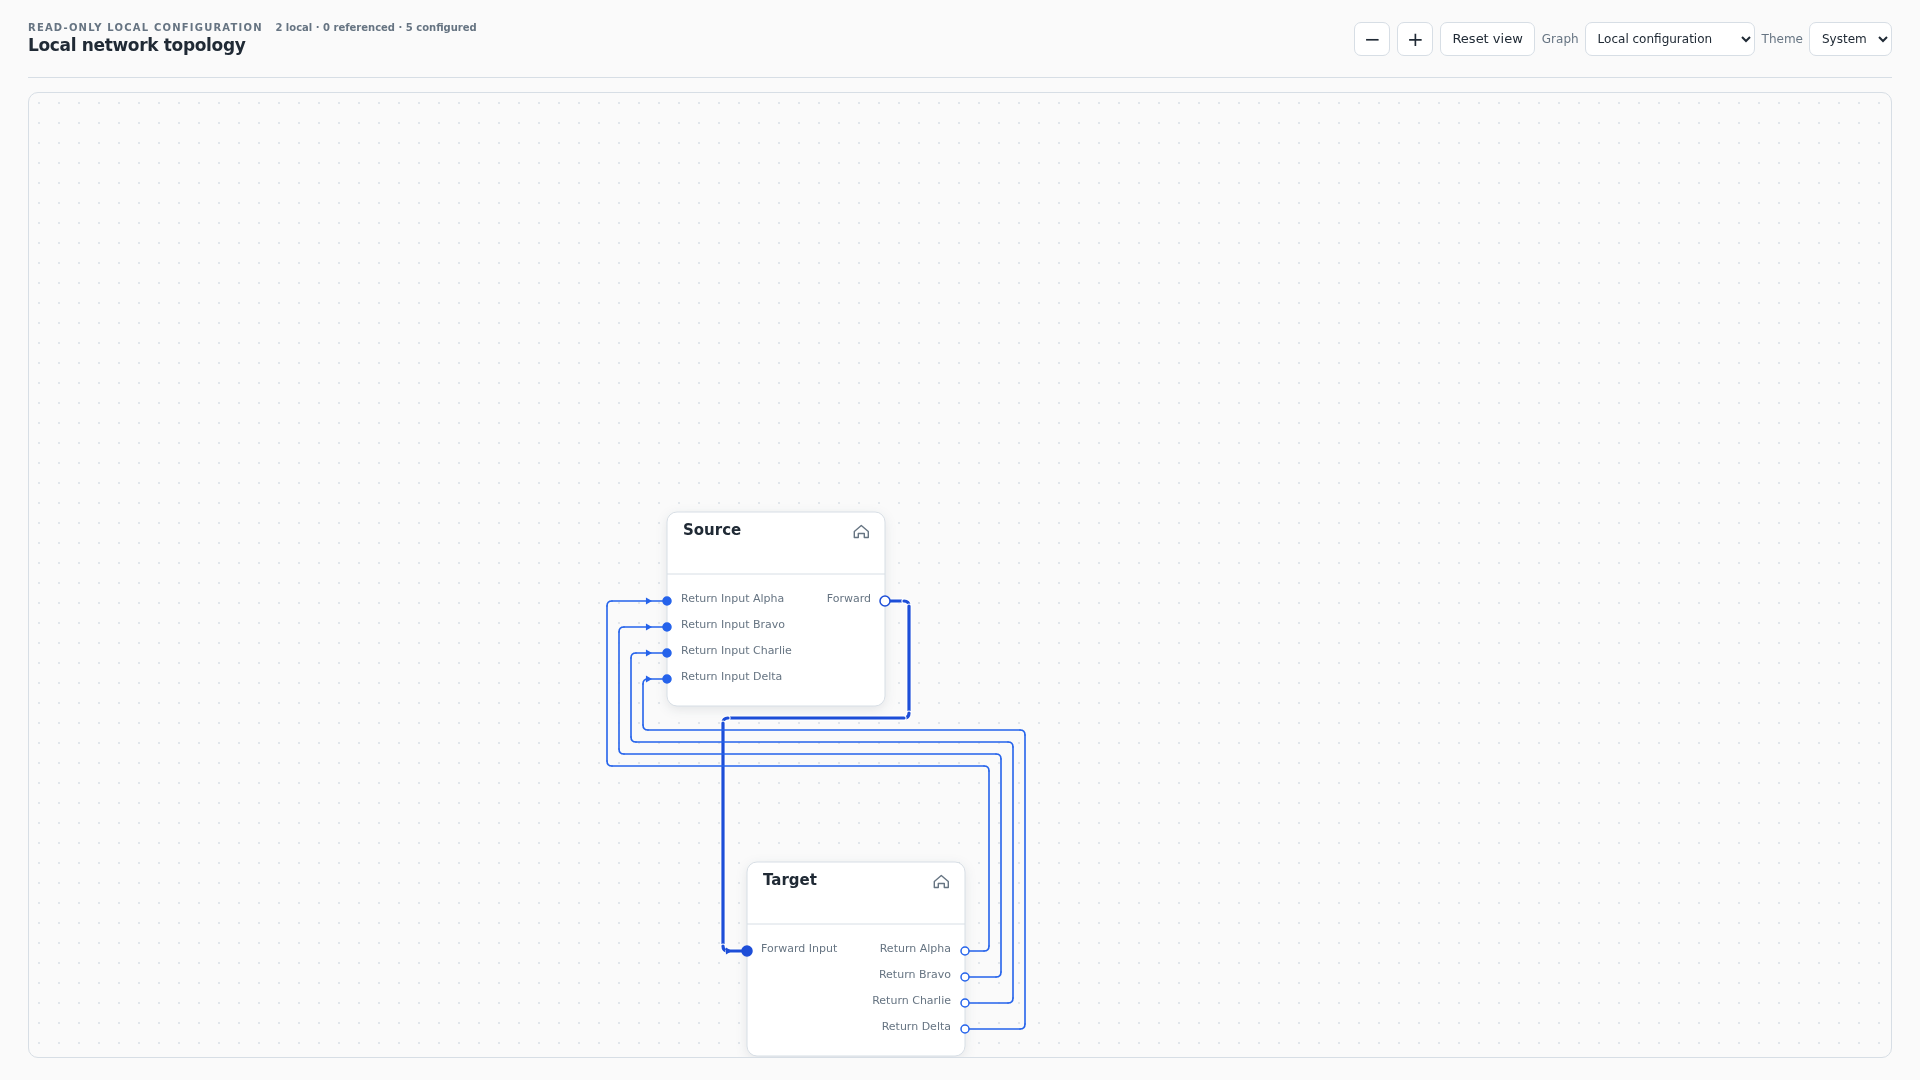 READ-ONLY LOCAL CONFIGURATION 2 local · 0 referenced · 5 configured
Local network topology
− + Reset view Graph Local configuration Theme System
Source
Return Input Alpha Forward
Return Input Bravo
Return Input Charlie
Return Input Delta
Target
Forward Input Return Alpha
Return Bravo
Return Charlie
Return Delta